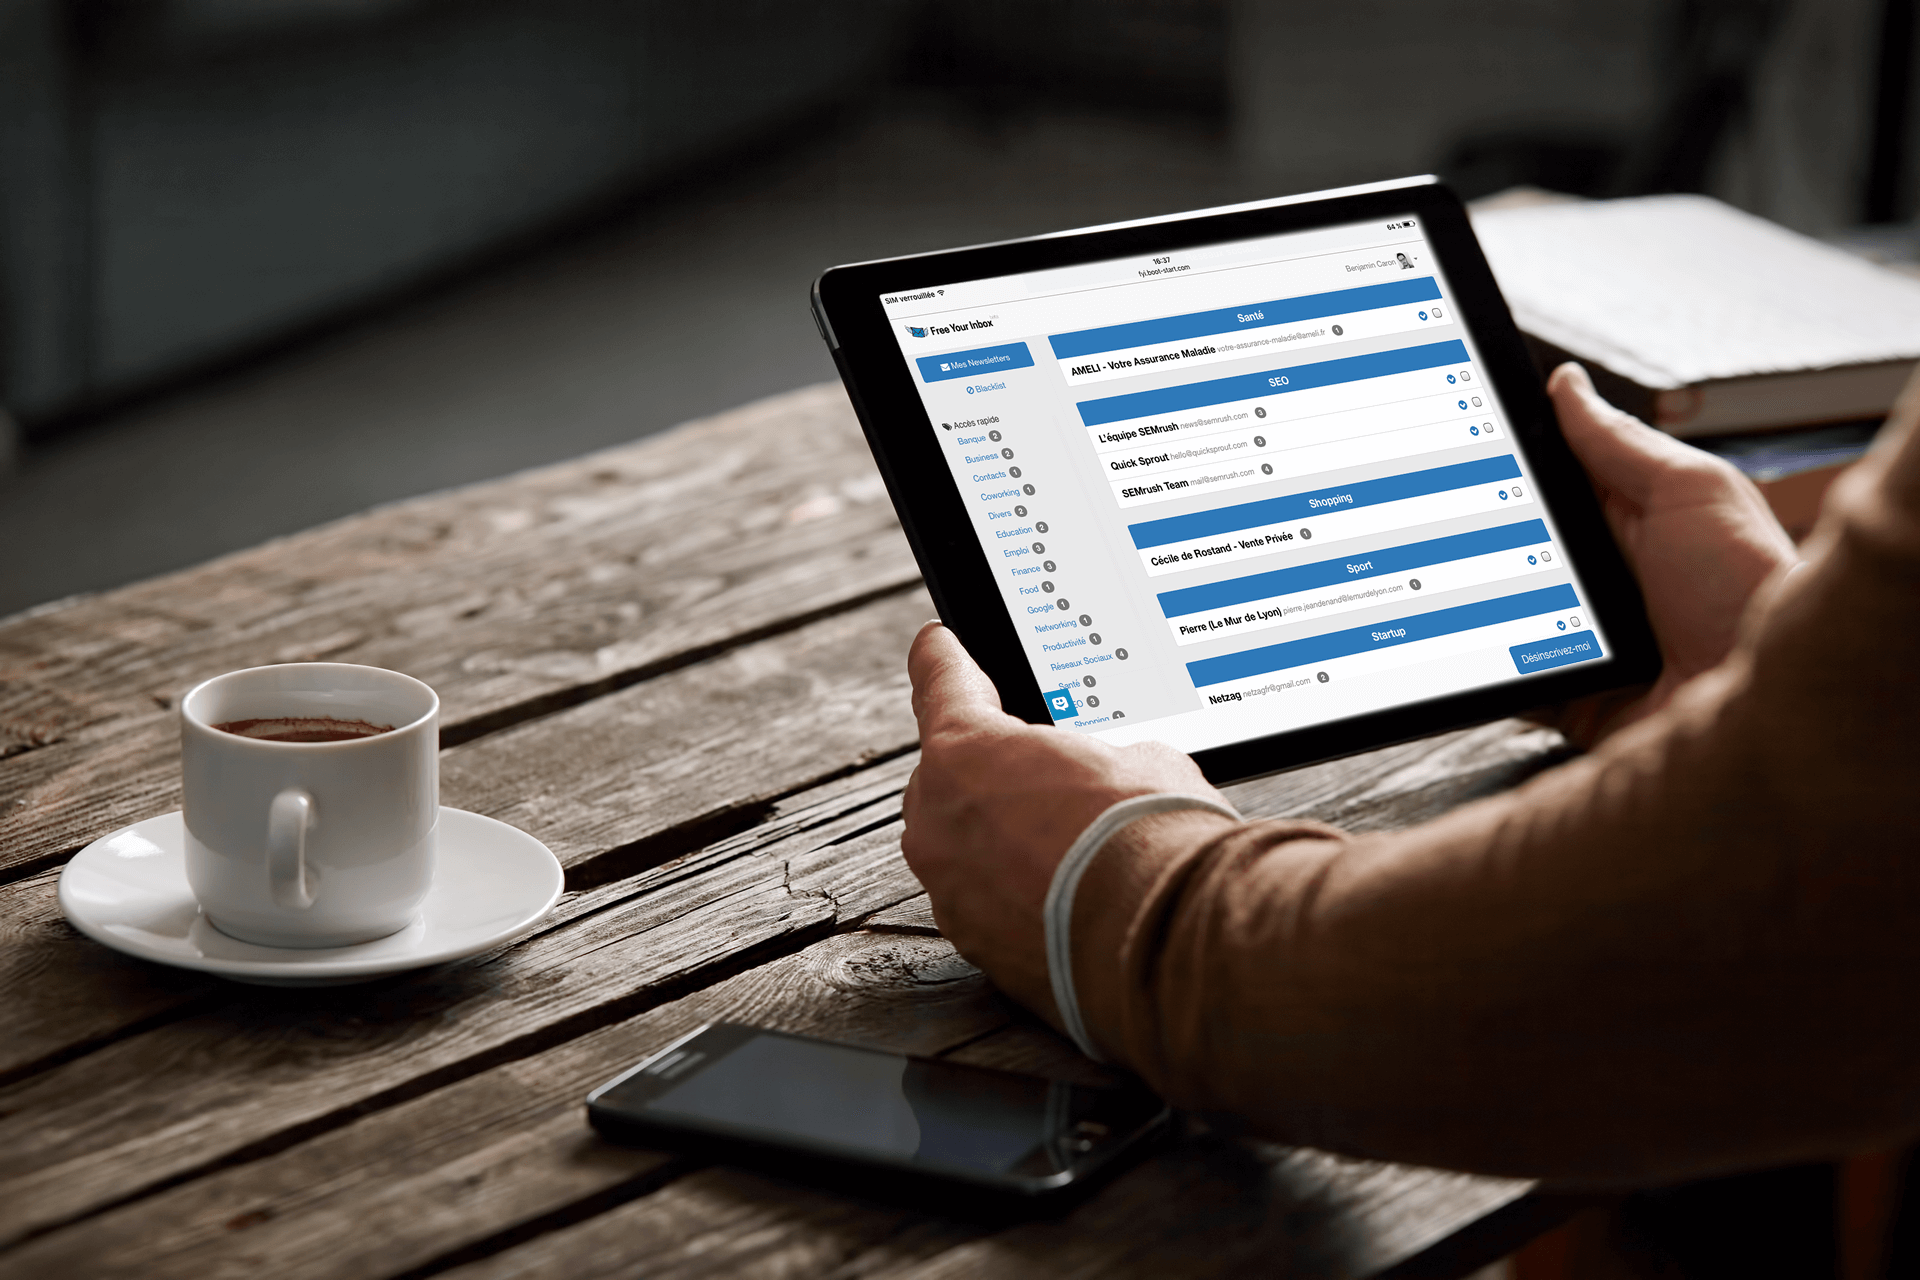 SIM verrouillée
16:37
fyi.boot-start.com
64 %
Free Your Inbox
beta
Benjamin Caron
Mes Newsletters
Blacklist
Accès rapide
Banque 2
Business 2
Contacts 1
Coworking 1
Divers 2
Education 2
Emploi 3
Finance 3
Food 1
Google 1
Networking 1
Productivité 1
Réseaux Sociaux 4
Santé 1
EO 3
Shopping 1
Santé
AMELI - Votre Assurance Maladie votre-assurance-maladie@ameli.fr 1
SEO
L'équipe SEMrush news@semrush.com 3
Quick Sprout hello@quicksprout.com 3
SEMrush Team mail@semrush.com 4
Shopping
Cécile de Rostand - Vente Privée 1
Sport
Pierre (Le Mur de Lyon) pierre.jeandenand@lemurdelyon.com 1
Startup
Netzag netzagfr@gmail.com 2
Désinscrivez-moi